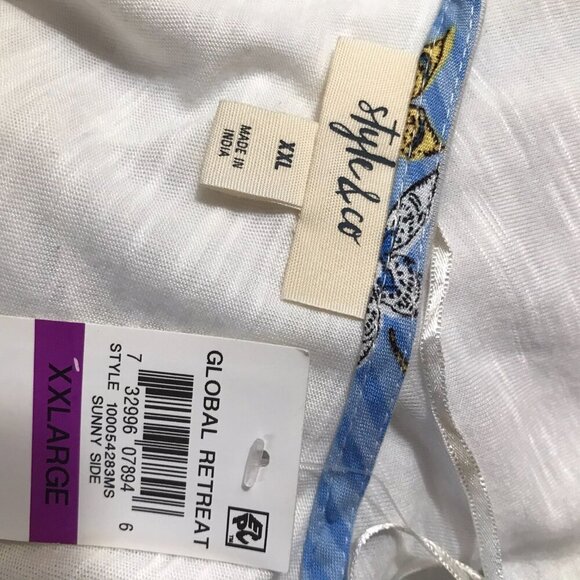 style&co
XXL
MADE IN
INDIA
GLOBAL RETREAT
7 32996 07894 6
STYLE 100054283MS
SUNNY SIDE
XXLARGE